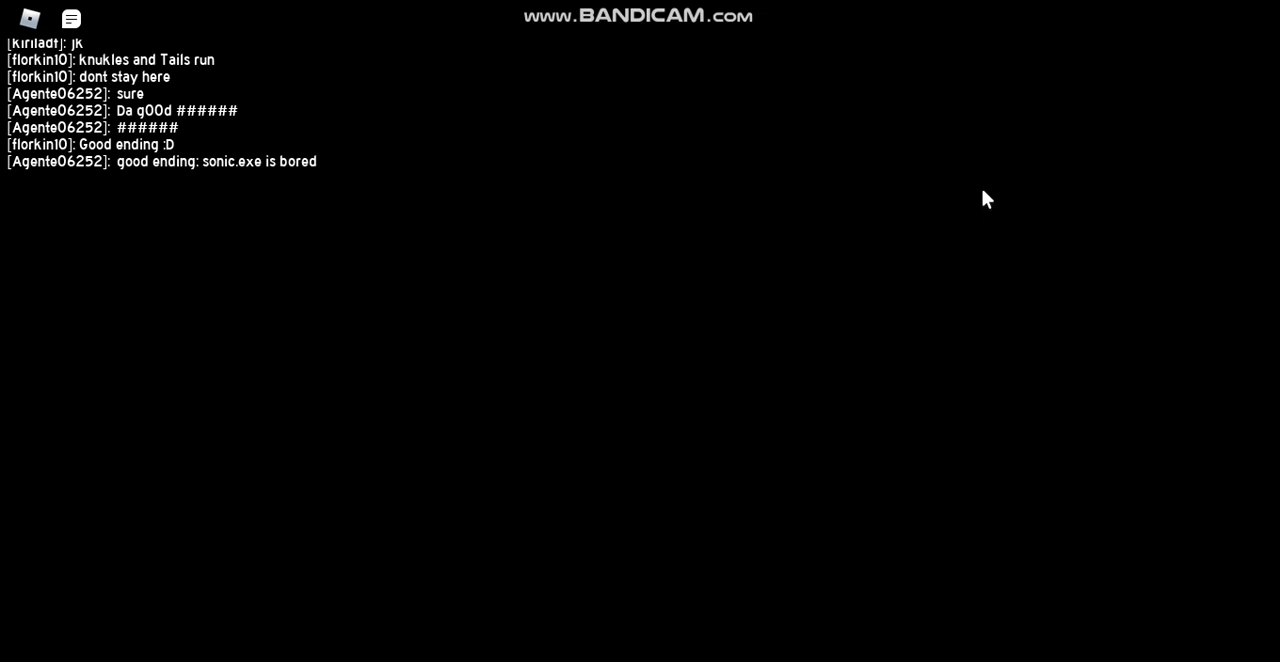 www.BANDICAM.COM
[kiriladt]: jk
[florkin10]: knukles and Tails run
[florkin10]: dont stay here
[Agente06252]: sure
[Agente06252]: Da g00d ######
[Agente06252]: ######
[florkin10]: Good ending :D
[Agente06252]: good ending: sonic.exe is bored